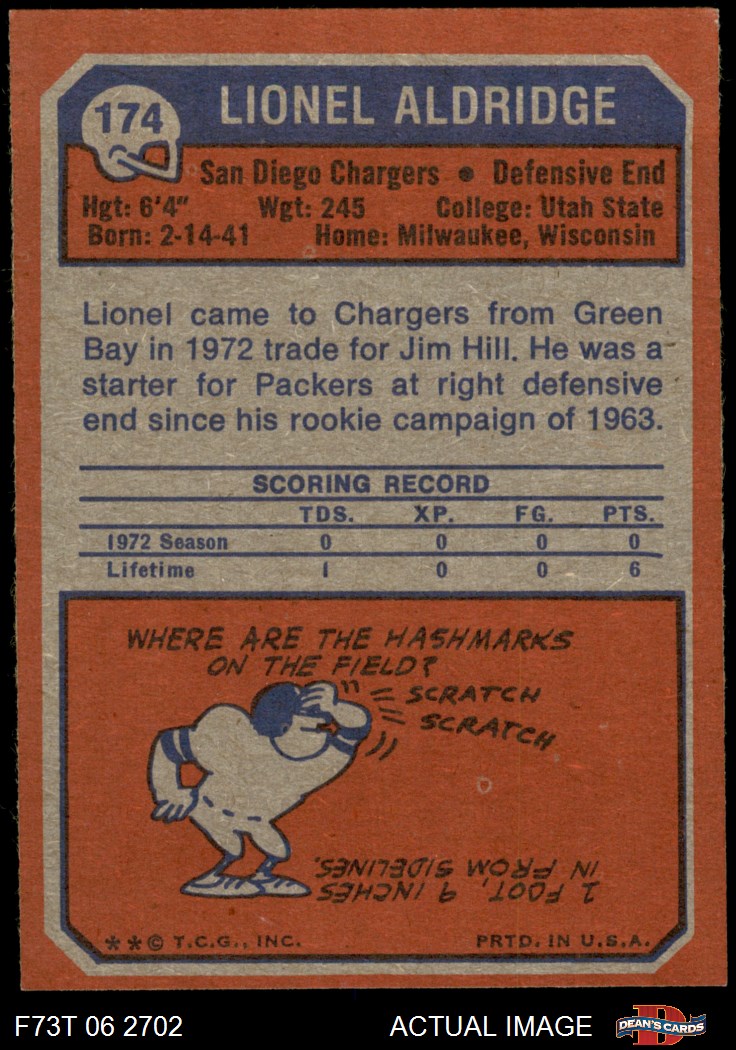 174
LIONEL ALDRIDGE
San Diego Chargers • Defensive End
Hgt: 6'4" Wgt: 245 College: Utah State
Born: 2-14-41 Home: Milwaukee, Wisconsin
Lionel came to Chargers from Green
Bay in 1972 trade for Jim Hill. He was a
starter for Packers at right defensive
end since his rookie campaign of 1963.
SCORING RECORD
TDS. XP. FG. PTS.
1972 Season 0 0 0 0
Lifetime 1 0 0 6
WHERE ARE THE HASHMARKS
ON THE FIELD?
SCRATCH
SCRATCH
1 FOOT, 9 INCHES
IN FROM SIDELINES.
**© T.C.G., INC. PRTD. IN U.S.A.
F73T 06 2702 ACTUAL IMAGE
D
DEAN'S CARDS